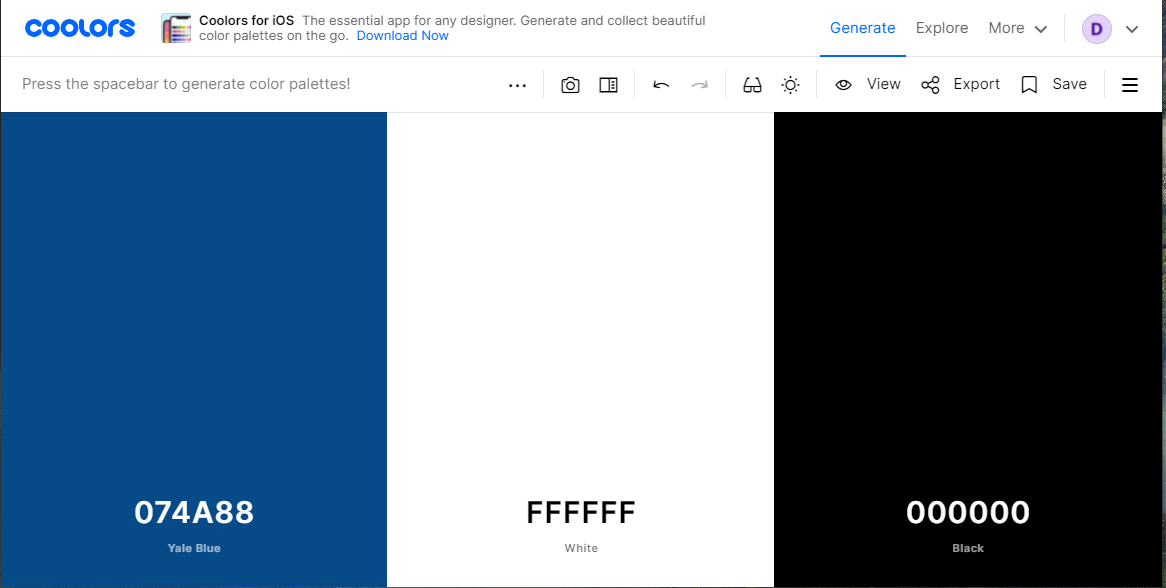 coolors
Coolors for iOS The essential app for any designer. Generate and collect beautiful
color palettes on the go. Download Now
Generate Explore More D
Press the spacebar to generate color palettes!
View Export Save
074A88 FFFFFF 000000
Yale Blue White Black